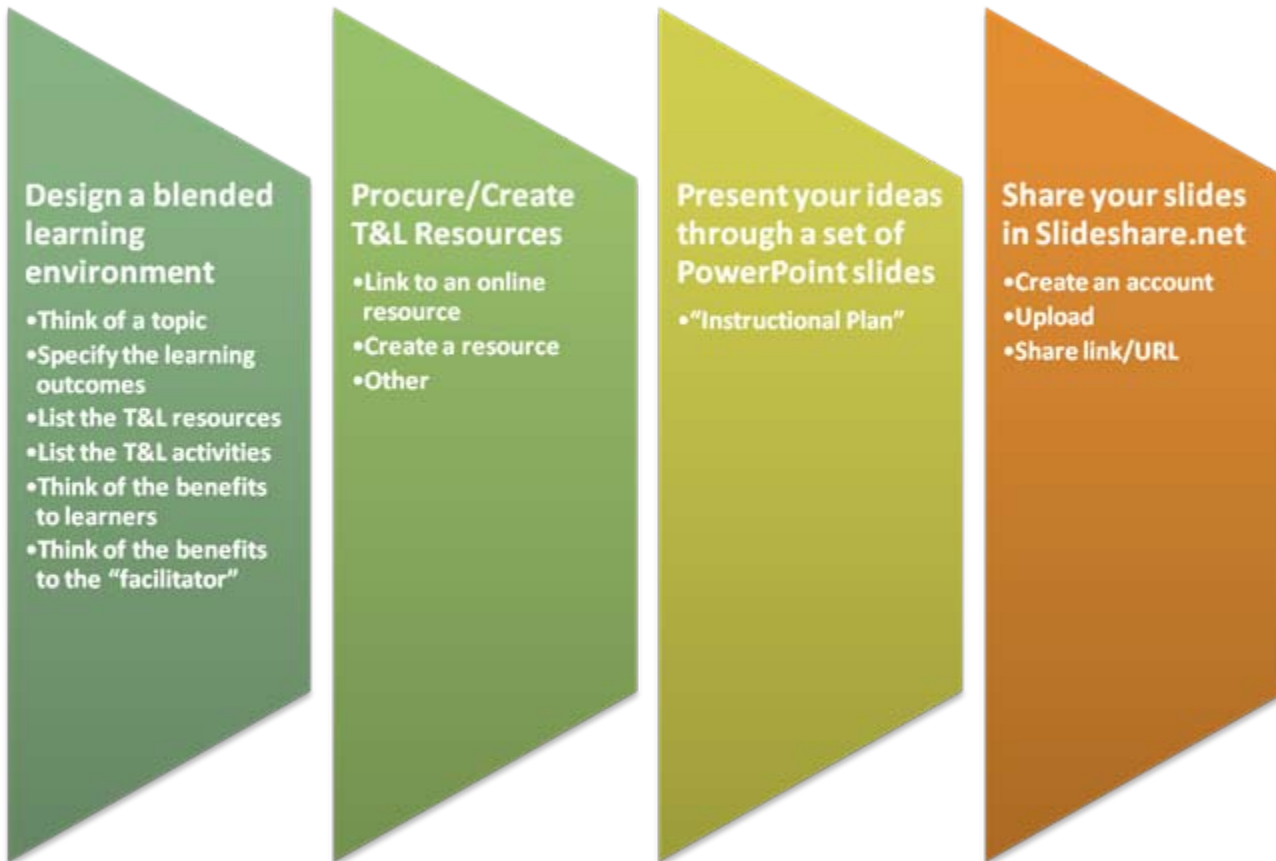 Design a blended
learning
environment
•Think of a topic
•Specify the learning
outcomes
•List the T&L resources
•List the T&L activities
•Think of the benefits
to learners
•Think of the benefits
to the “facilitator”
Procure/Create
T&L Resources
•Link to an online
resource
•Create a resource
•Other
Present your ideas
through a set of
PowerPoint slides
•“Instructional Plan”
Share your slides
in Slideshare.net
•Create an account
•Upload
•Share link/URL